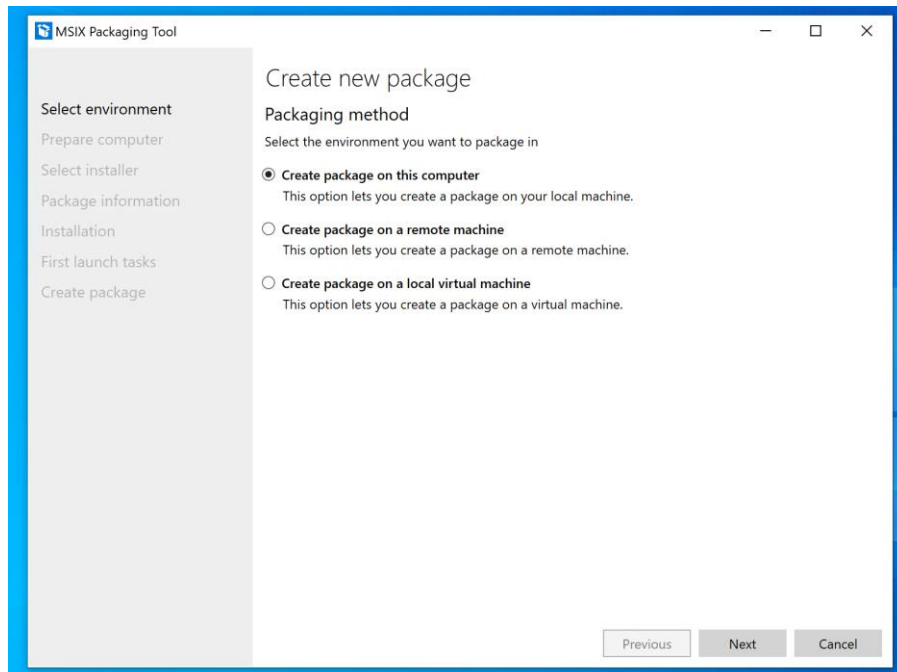 MSIX Packaging Tool
Select environment
Prepare computer
Select installer
Package information
Installation
First launch tasks
Create package
Create new package
Packaging method
Select the environment you want to package in
Create package on this computer
This option lets you create a package on your local machine.
Create package on a remote machine
This option lets you create a package on a remote machine.
Create package on a local virtual machine
This option lets you create a package on a virtual machine.
Previous
Next
Cancel